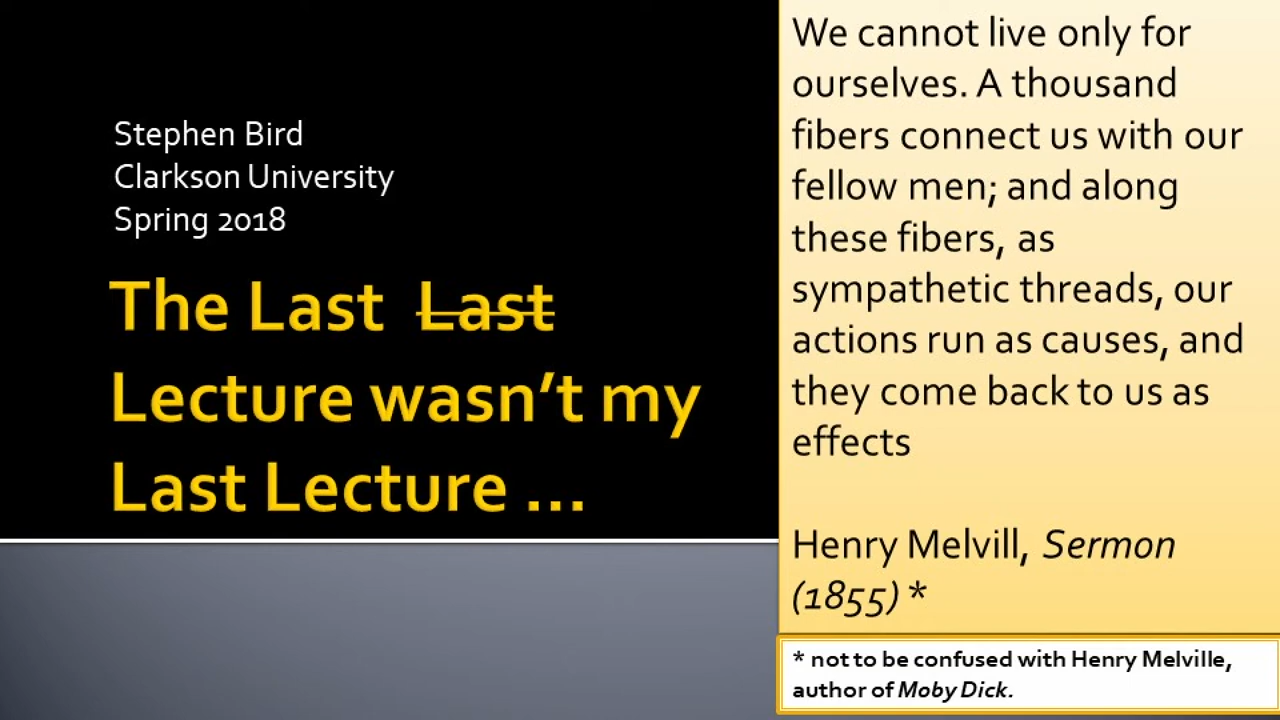 Stephen Bird
Clarkson University
Spring 2018
The Last Last
Lecture wasn't my
Last Lecture ...
We cannot live only for
ourselves. A thousand
fibers connect us with our
fellow men; and along
these fibers, as
sympathetic threads, our
actions run as causes, and
they come back to us as
effects
Henry Melvill, Sermon
(1855) *
* not to be confused with Henry Melville,
author of Moby Dick.